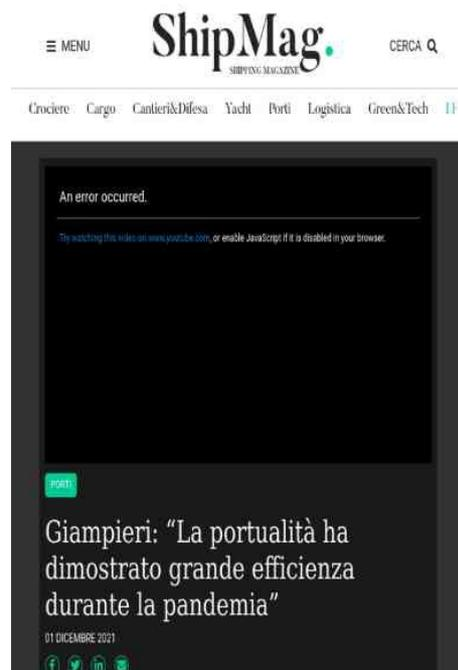 MENU
ShipMag.
SHIPPING MAGAZINE
CERCA
Crociere Cargo Cantieri&Difesa Yacht Porti Logistica Green&Tech
An error occurred.
Try watching this video on www.youtube.com, or enable JavaScript if it is disabled in your browser.
PORTI
Giampieri: “La portualità ha
dimostrato grande efficienza
durante la pandemia”
01 DICEMBRE 2021